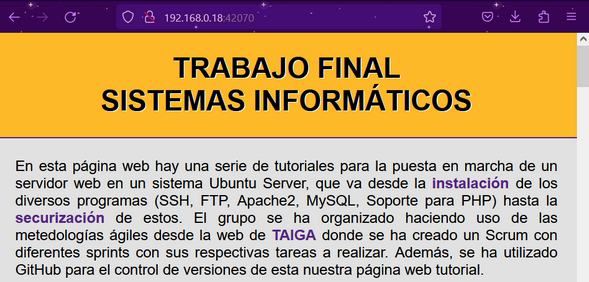 192.168.0.18:42070
TRABAJO FINAL
SISTEMAS INFORMÁTICOS
En esta página web hay una serie de tutoriales para la puesta en marcha de un
servidor web en un sistema Ubuntu Server, que va desde la instalación de los
diversos programas (SSH, FTP, Apache2, MySQL, Soporte para PHP) hasta la
securización de estos. El grupo se ha organizado haciendo uso de las
metedologías ágiles desde la web de TAIGA donde se ha creado un Scrum con
diferentes sprints con sus respectivas tareas a realizar. Además, se ha utilizado
GitHub para el control de versiones de esta nuestra página web tutorial.